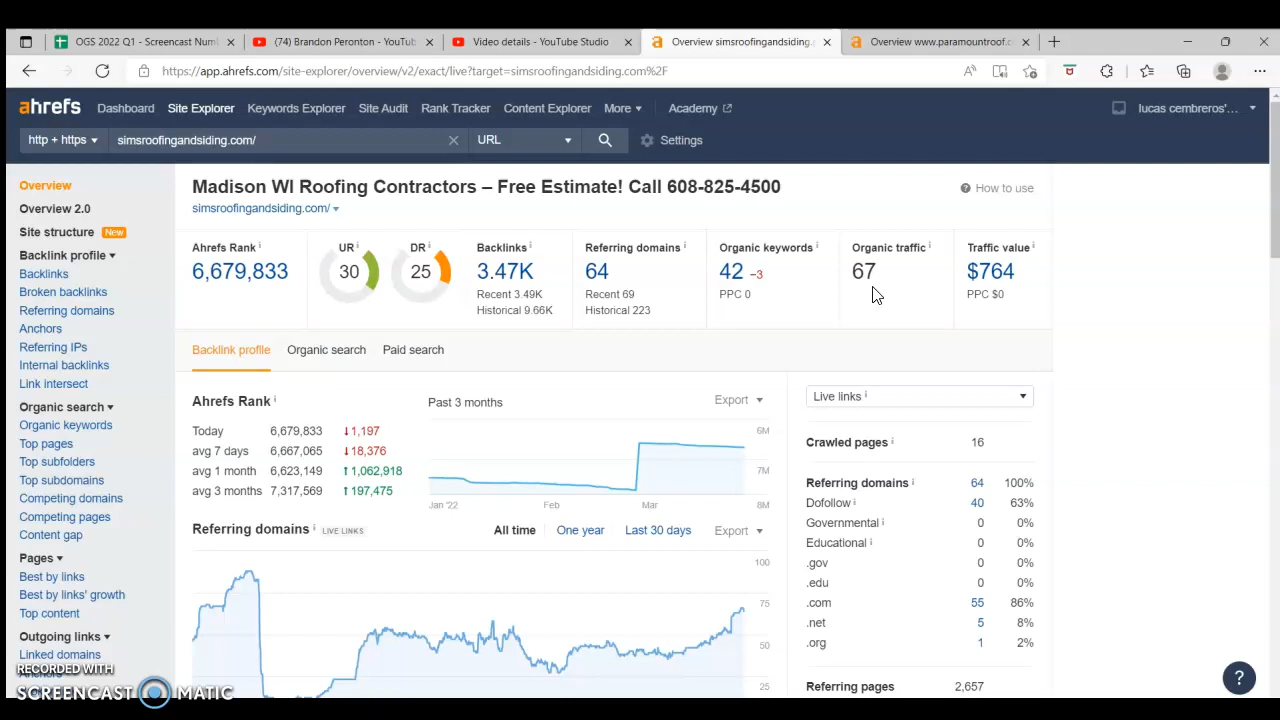 OGS 2022 Q1 - Screencast Num
(74) Brandon Peronton - YouTub
Video details - YouTube Studio
Overview simsroofingandsiding.
Overview www.paramountroof.c
https://app.ahrefs.com/site-explorer/overview/v2/exact/live?target=simsroofingandsiding.com%2F
ahrefs Dashboard Site Explorer Keywords Explorer Site Audit Rank Tracker Content Explorer More Academy lucas cembreros'...
http + https simsroofingandsiding.com/ URL Settings
Overview
Overview 2.0
Site structure New
Backlink profile
Backlinks
Broken backlinks
Referring domains
Anchors
Referring IPs
Internal backlinks
Link intersect
Organic search
Organic keywords
Top pages
Top subfolders
Top subdomains
Competing domains
Competing pages
Content gap
Pages
Best by links
Best by links' growth
Top content
Outgoing links
Linked domains
Anchors
RECORDED WITH
SCREENCAST MATIC
Madison WI Roofing Contractors – Free Estimate! Call 608-825-4500
How to use
simsroofingandsiding.com/
Ahrefs Rank
6,679,833
UR
30
DR
25
Backlinks
3.47K
Recent 3.49K
Historical 9.66K
Referring domains
64
Recent 69
Historical 223
Organic keywords
42 –3
PPC 0
Organic traffic
67
Traffic value
$764
PPC $0
Backlink profile Organic search Paid search
Ahrefs Rank
Past 3 months
Export
Today 6,679,833 ↓1,197
avg 7 days 6,667,065 ↓18,376
avg 1 month 6,623,149 ↑1,062,918
avg 3 months 7,317,569 ↑197,475
6M
7M
8M
Jan '22 Feb Mar
Referring domains LIVE LINKS
All time One year Last 30 days Export
100
75
50
25
Live links
Crawled pages 16
Referring domains 64 100%
Dofollow 40 63%
Governmental 0 0%
Educational 0 0%
.gov 0 0%
.edu 0 0%
.com 55 86%
.net 5 8%
.org 1 2%
Referring pages 2,657
?